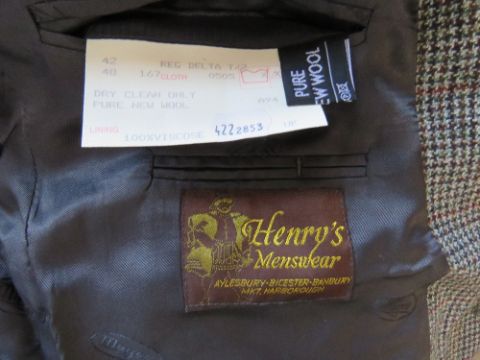 42 REG DELTA T/2
48 167 CLOTH 0505
DRY CLEAN ONLY
PURE NEW WOOL
LINING
100%VISCOSE 4222853
PURE
NEW WOOL
Henry's
Menswear
AYLESBURY·BICESTER·BANBURY
MKT. HARBOROUGH